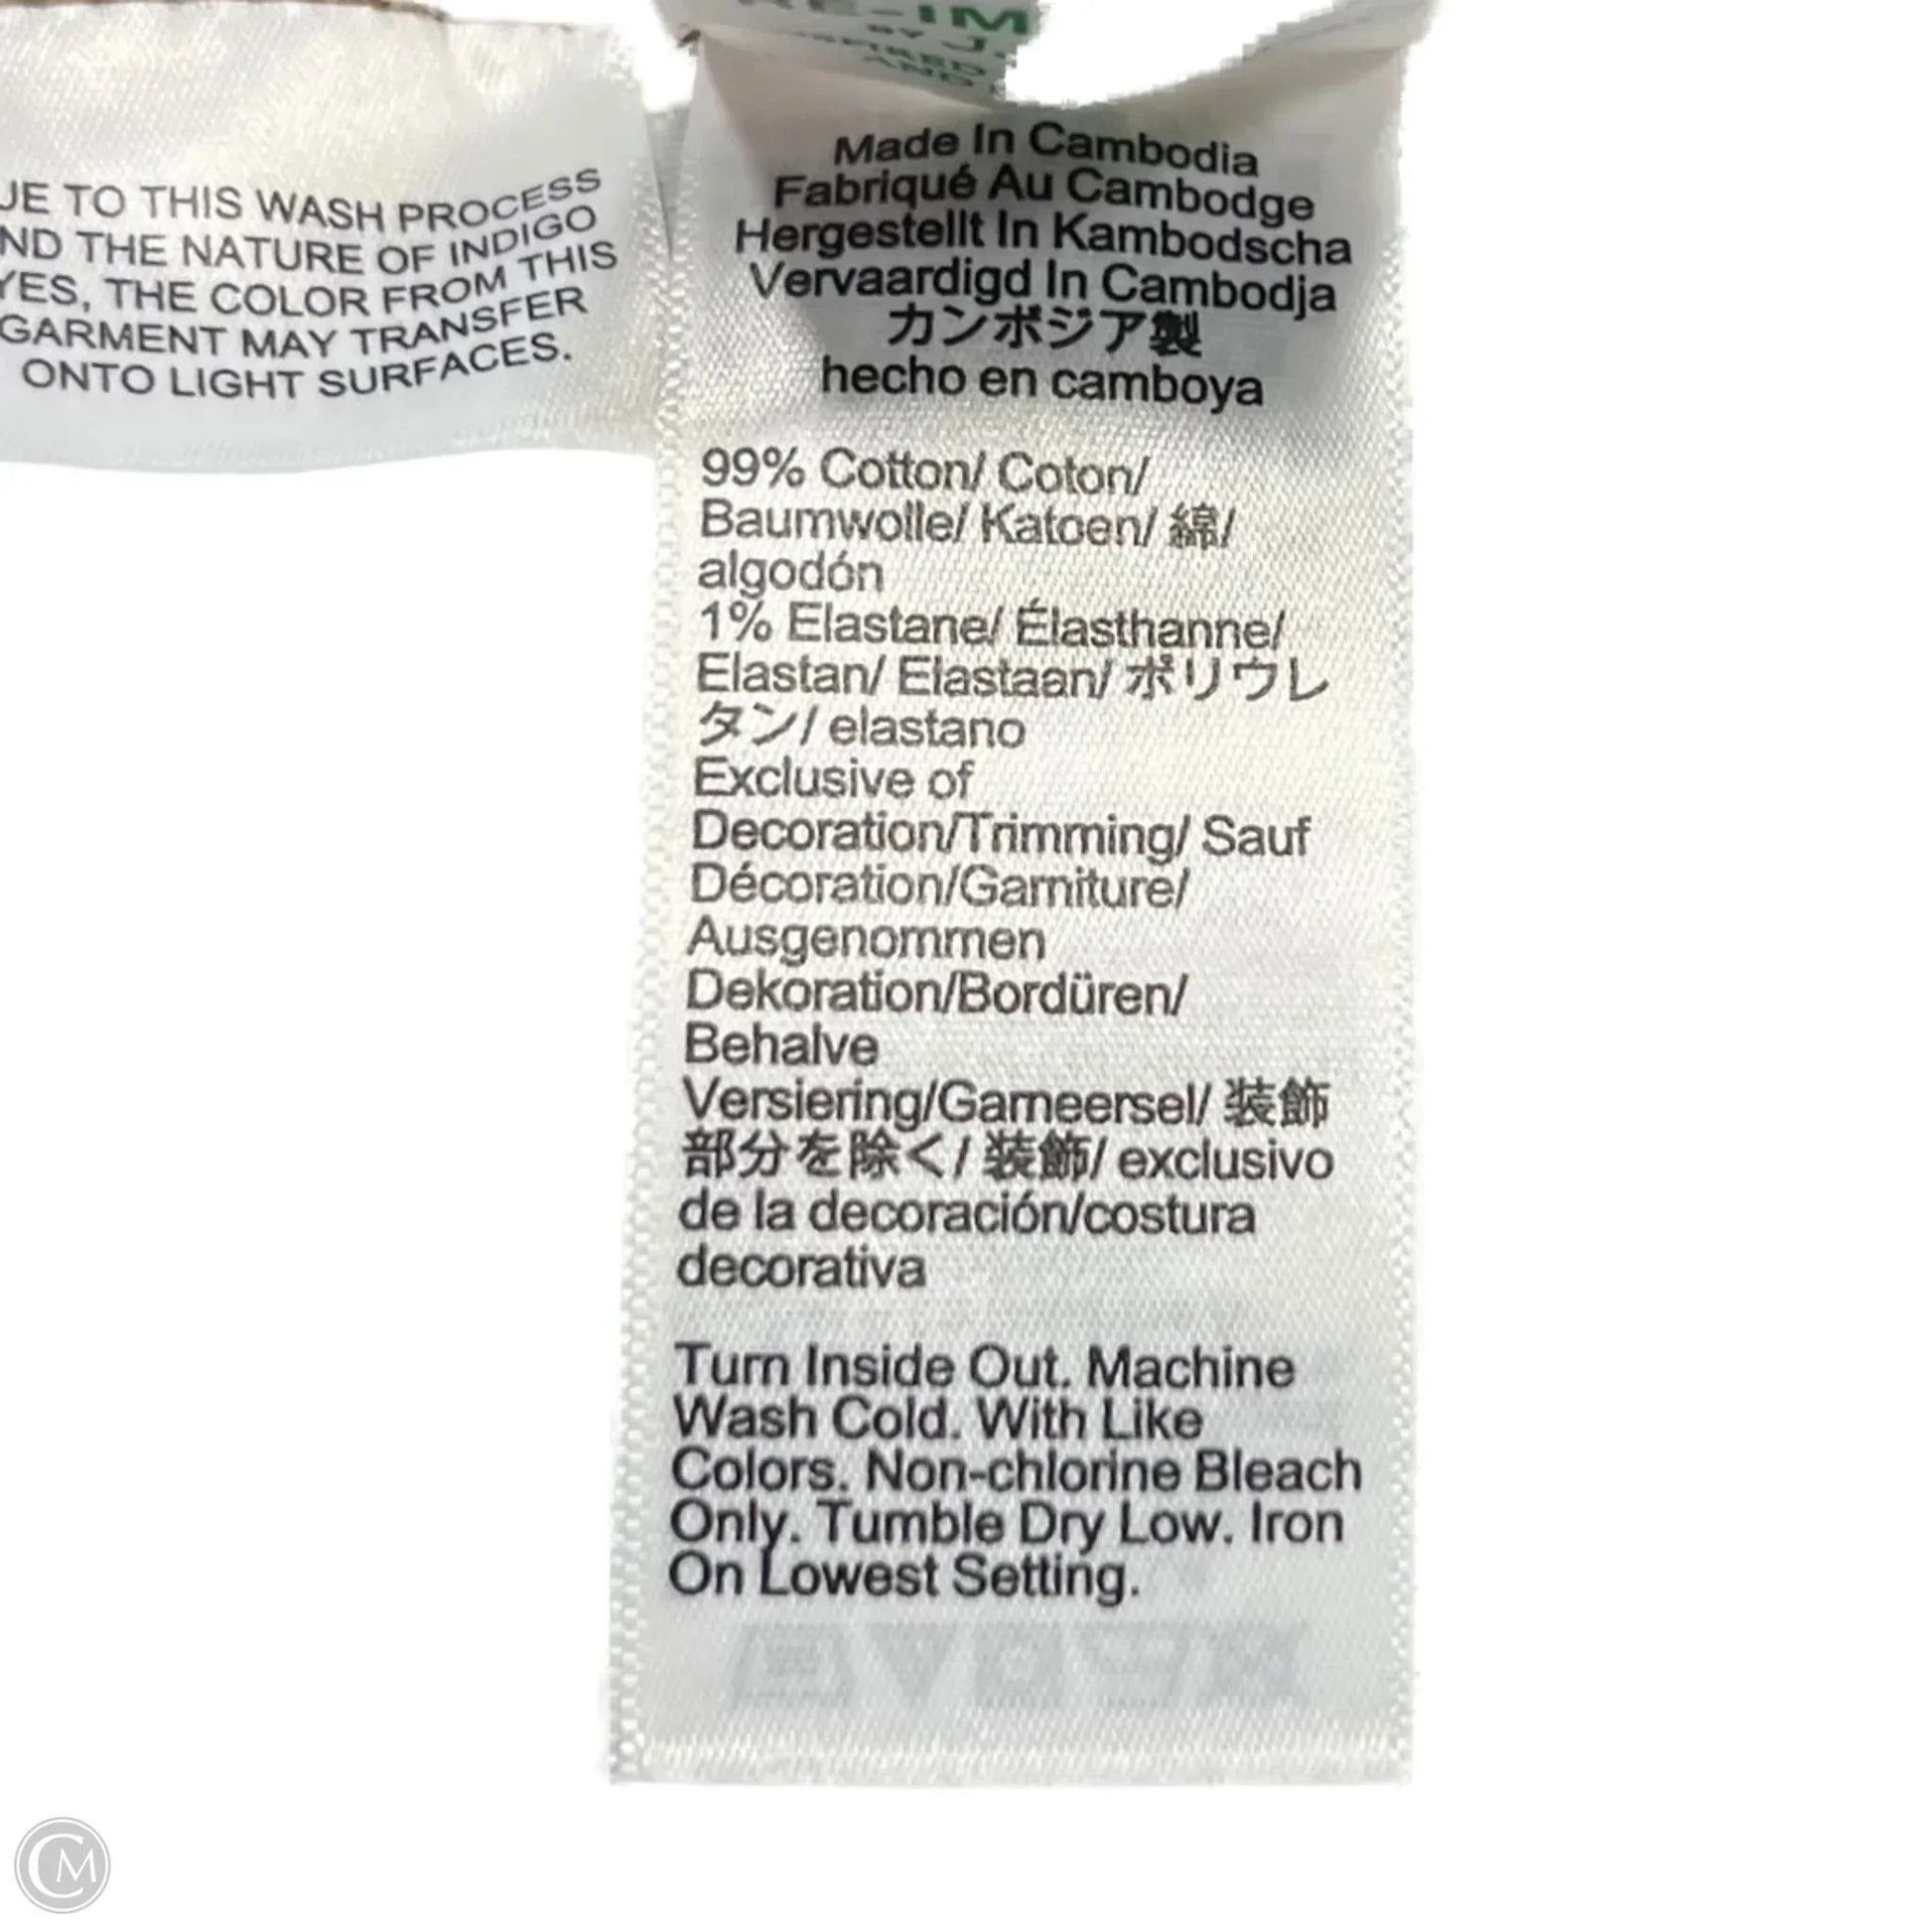 TO THIS WASH PROCESS
THE NATURE OF INDIGO
THE COLOR FROM THIS
GARMENT MAY TRANSFER
ONTO LIGHT SURFACES.
BY J.
AND
Made In Cambodia
Fabriqué Au Cambodge
Hergestellt In Kambodscha
Vervaardigd In Cambodja
カンボジア製
hecho en camboya
99% Cotton/ Coton/
Baumwolle/ Katoen/ 綿/
algodón
1% Elastane/ Élasthanne/
Elastan/ Elastaan/ ポリウレ
タン/ elastano
Exclusive of
Decoration/Trimming/ Sauf
Décoration/Garniture/
Ausgenommen
Dekoration/Bordüren/
Behalve
Versiering/Garneersel/ 装飾
部分を除く/ 装飾/ exclusivo
de la decoración/costura
decorativa
Turn Inside Out. Machine
Wash Cold. With Like
Colors. Non-chlorine Bleach
Only. Tumble Dry Low. Iron
On Lowest Setting.
CM